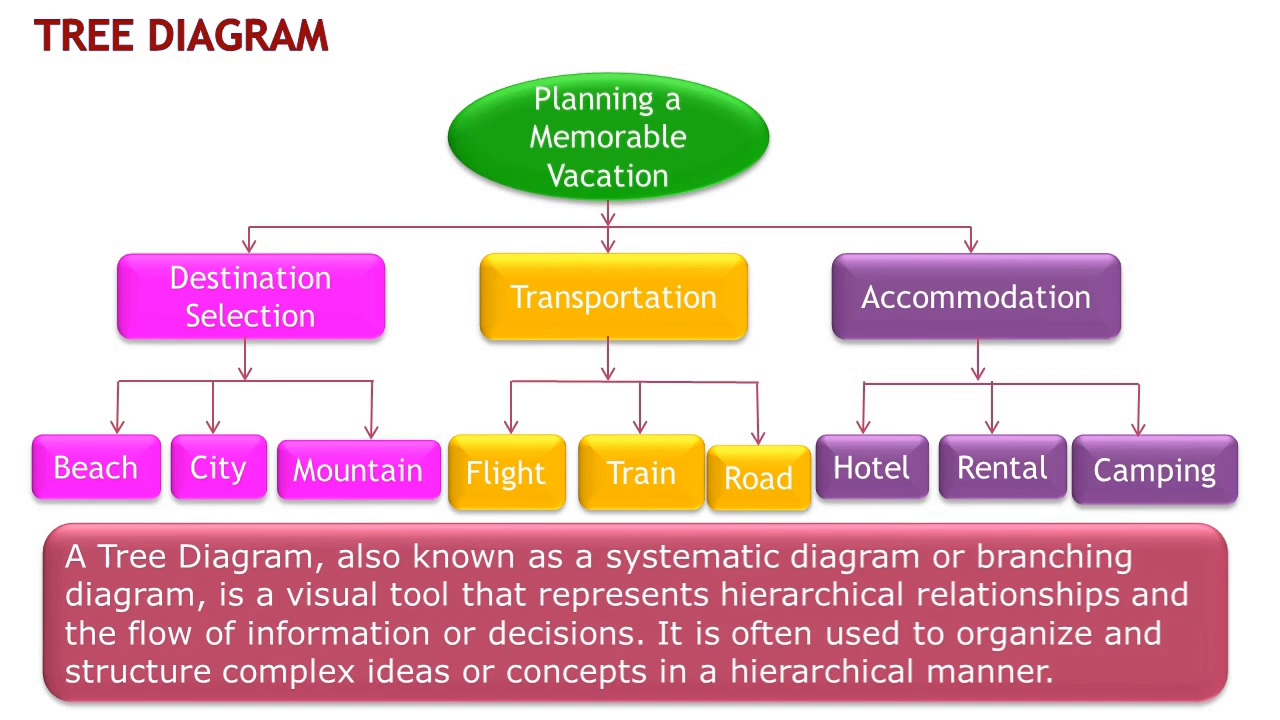 TREE DIAGRAM
Planning a
Memorable
Vacation
Destination
Selection
Transportation
Accommodation
Beach
City
Mountain
Flight
Train
Road
Hotel
Rental
Camping
A Tree Diagram, also known as a systematic diagram or branching
diagram, is a visual tool that represents hierarchical relationships and
the flow of information or decisions. It is often used to organize and
structure complex ideas or concepts in a hierarchical manner.